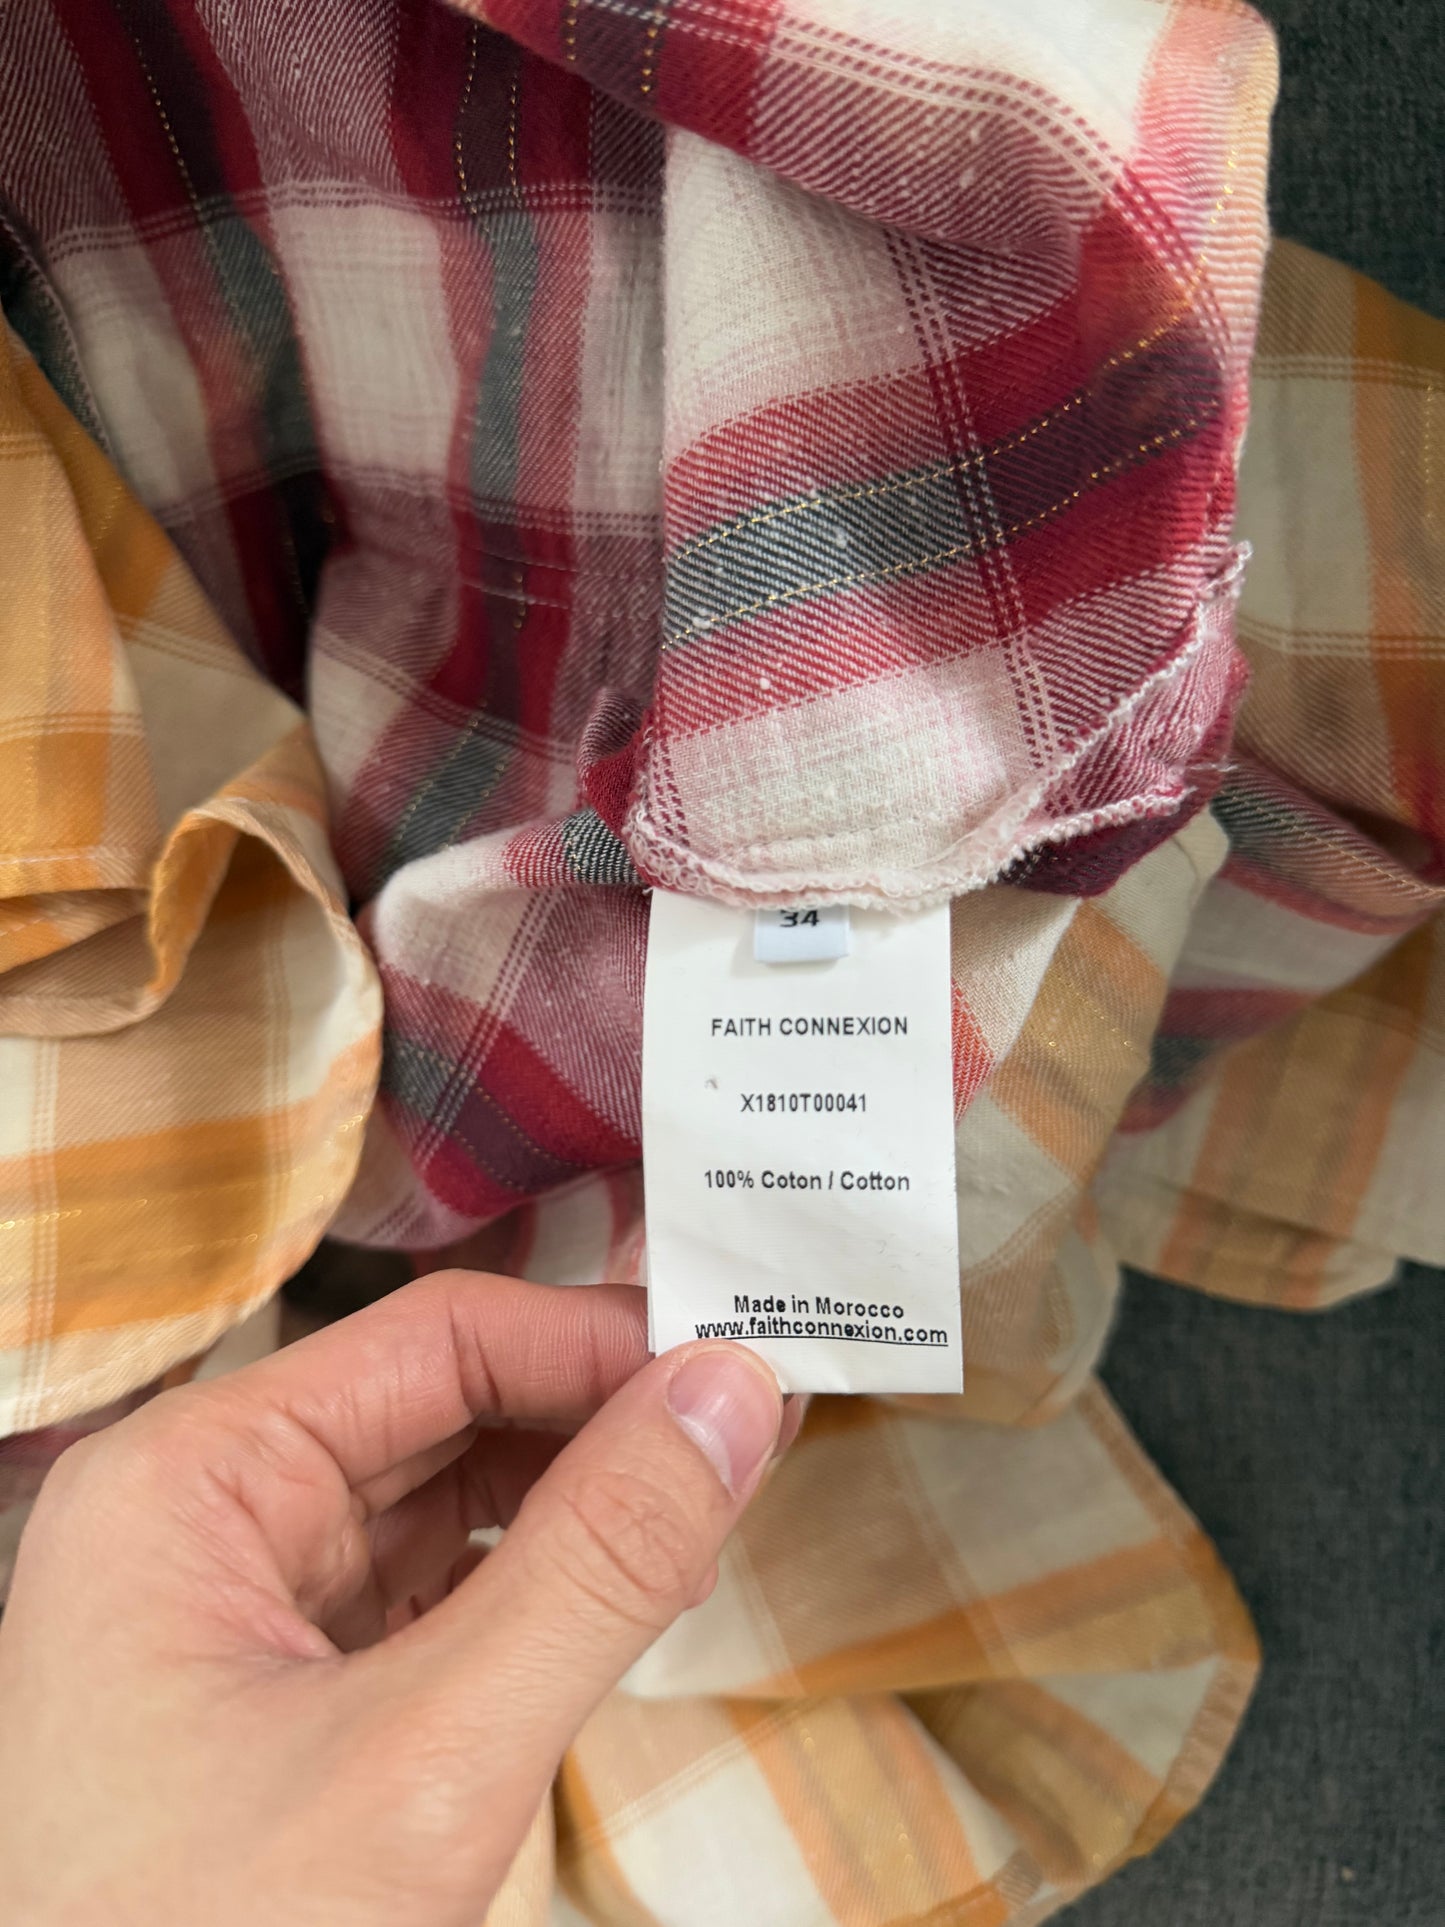 34
FAITH CONNEXION
X1810T00041
100% Coton / Cotton
Made in Morocco
www.faithconnexion.com